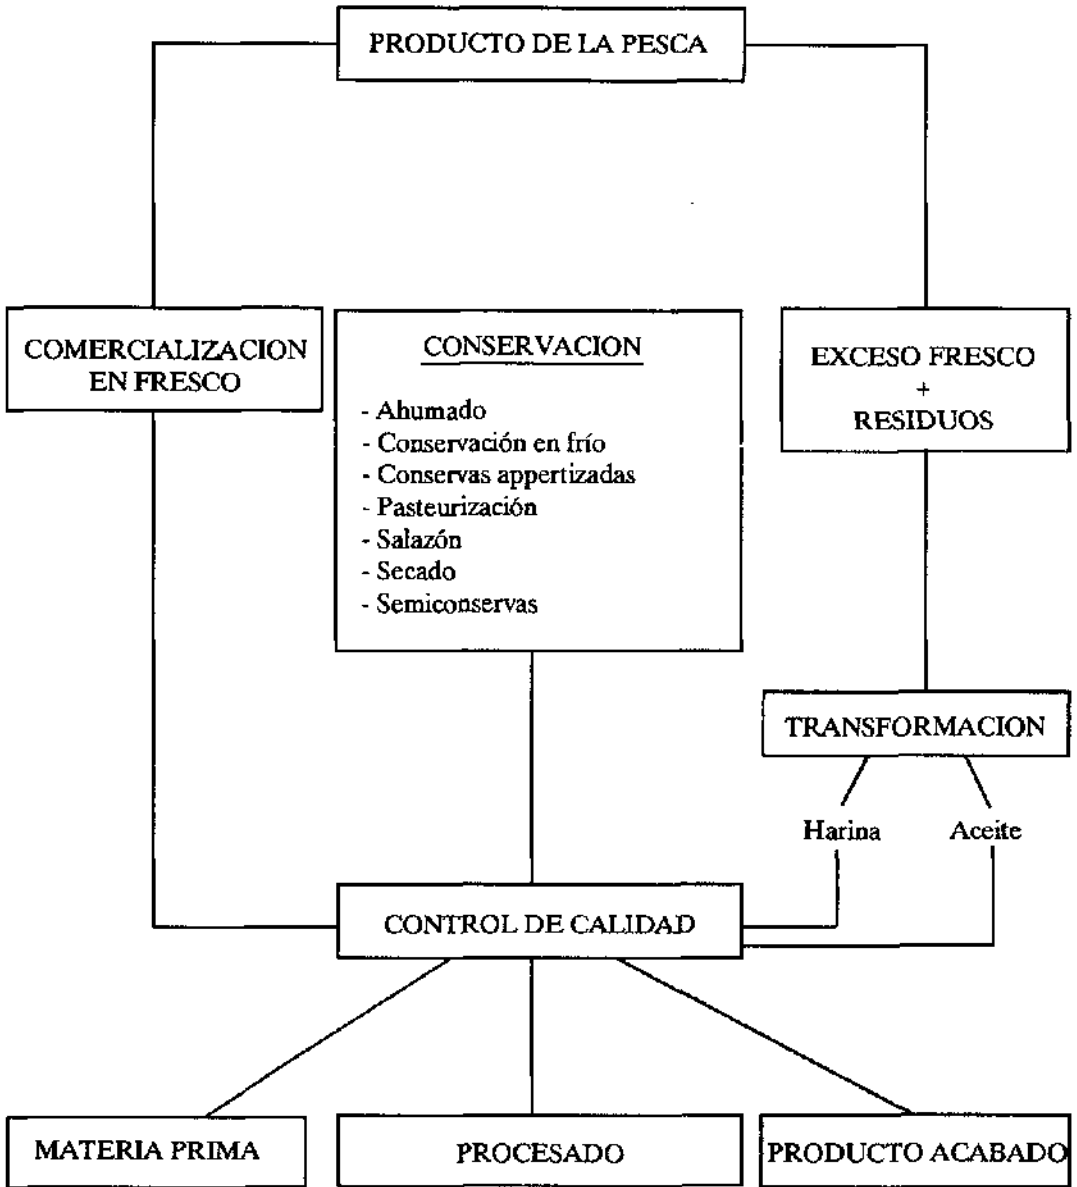 PRODUCTO DE LA PESCA
COMERCIALIZACION
EN FRESCO
CONSERVACION
- Ahumado
- Conservación en frío
- Conservas appertizadas
- Pasteurización
- Salazón
- Secado
- Semiconservas
EXCESO FRESCO
+
RESIDUOS
TRANSFORMACION
Harina
Aceite
CONTROL DE CALIDAD
MATERIA PRIMA
PROCESADO
PRODUCTO ACABADO